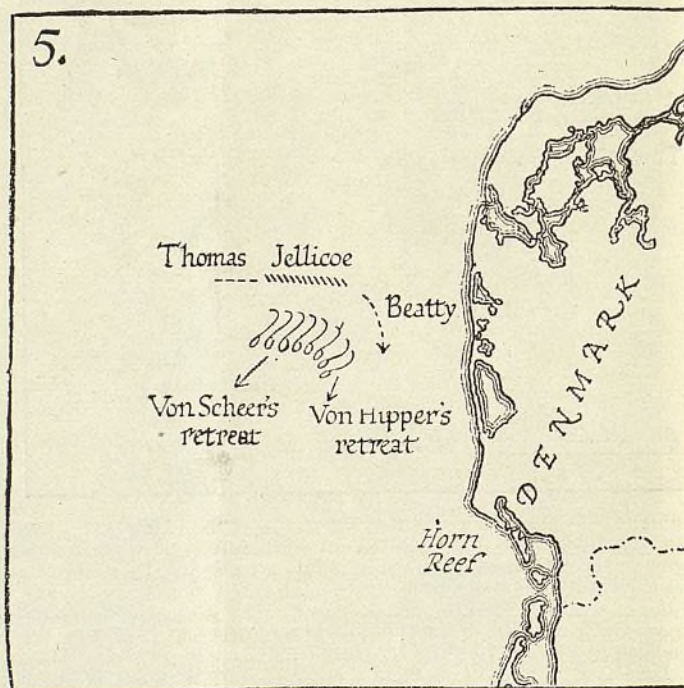 5.
Thomas Jellicoe
Beatty
Von Scheer's
retreat
Von Hipper's
retreat
DENMARK
Horn
Reef